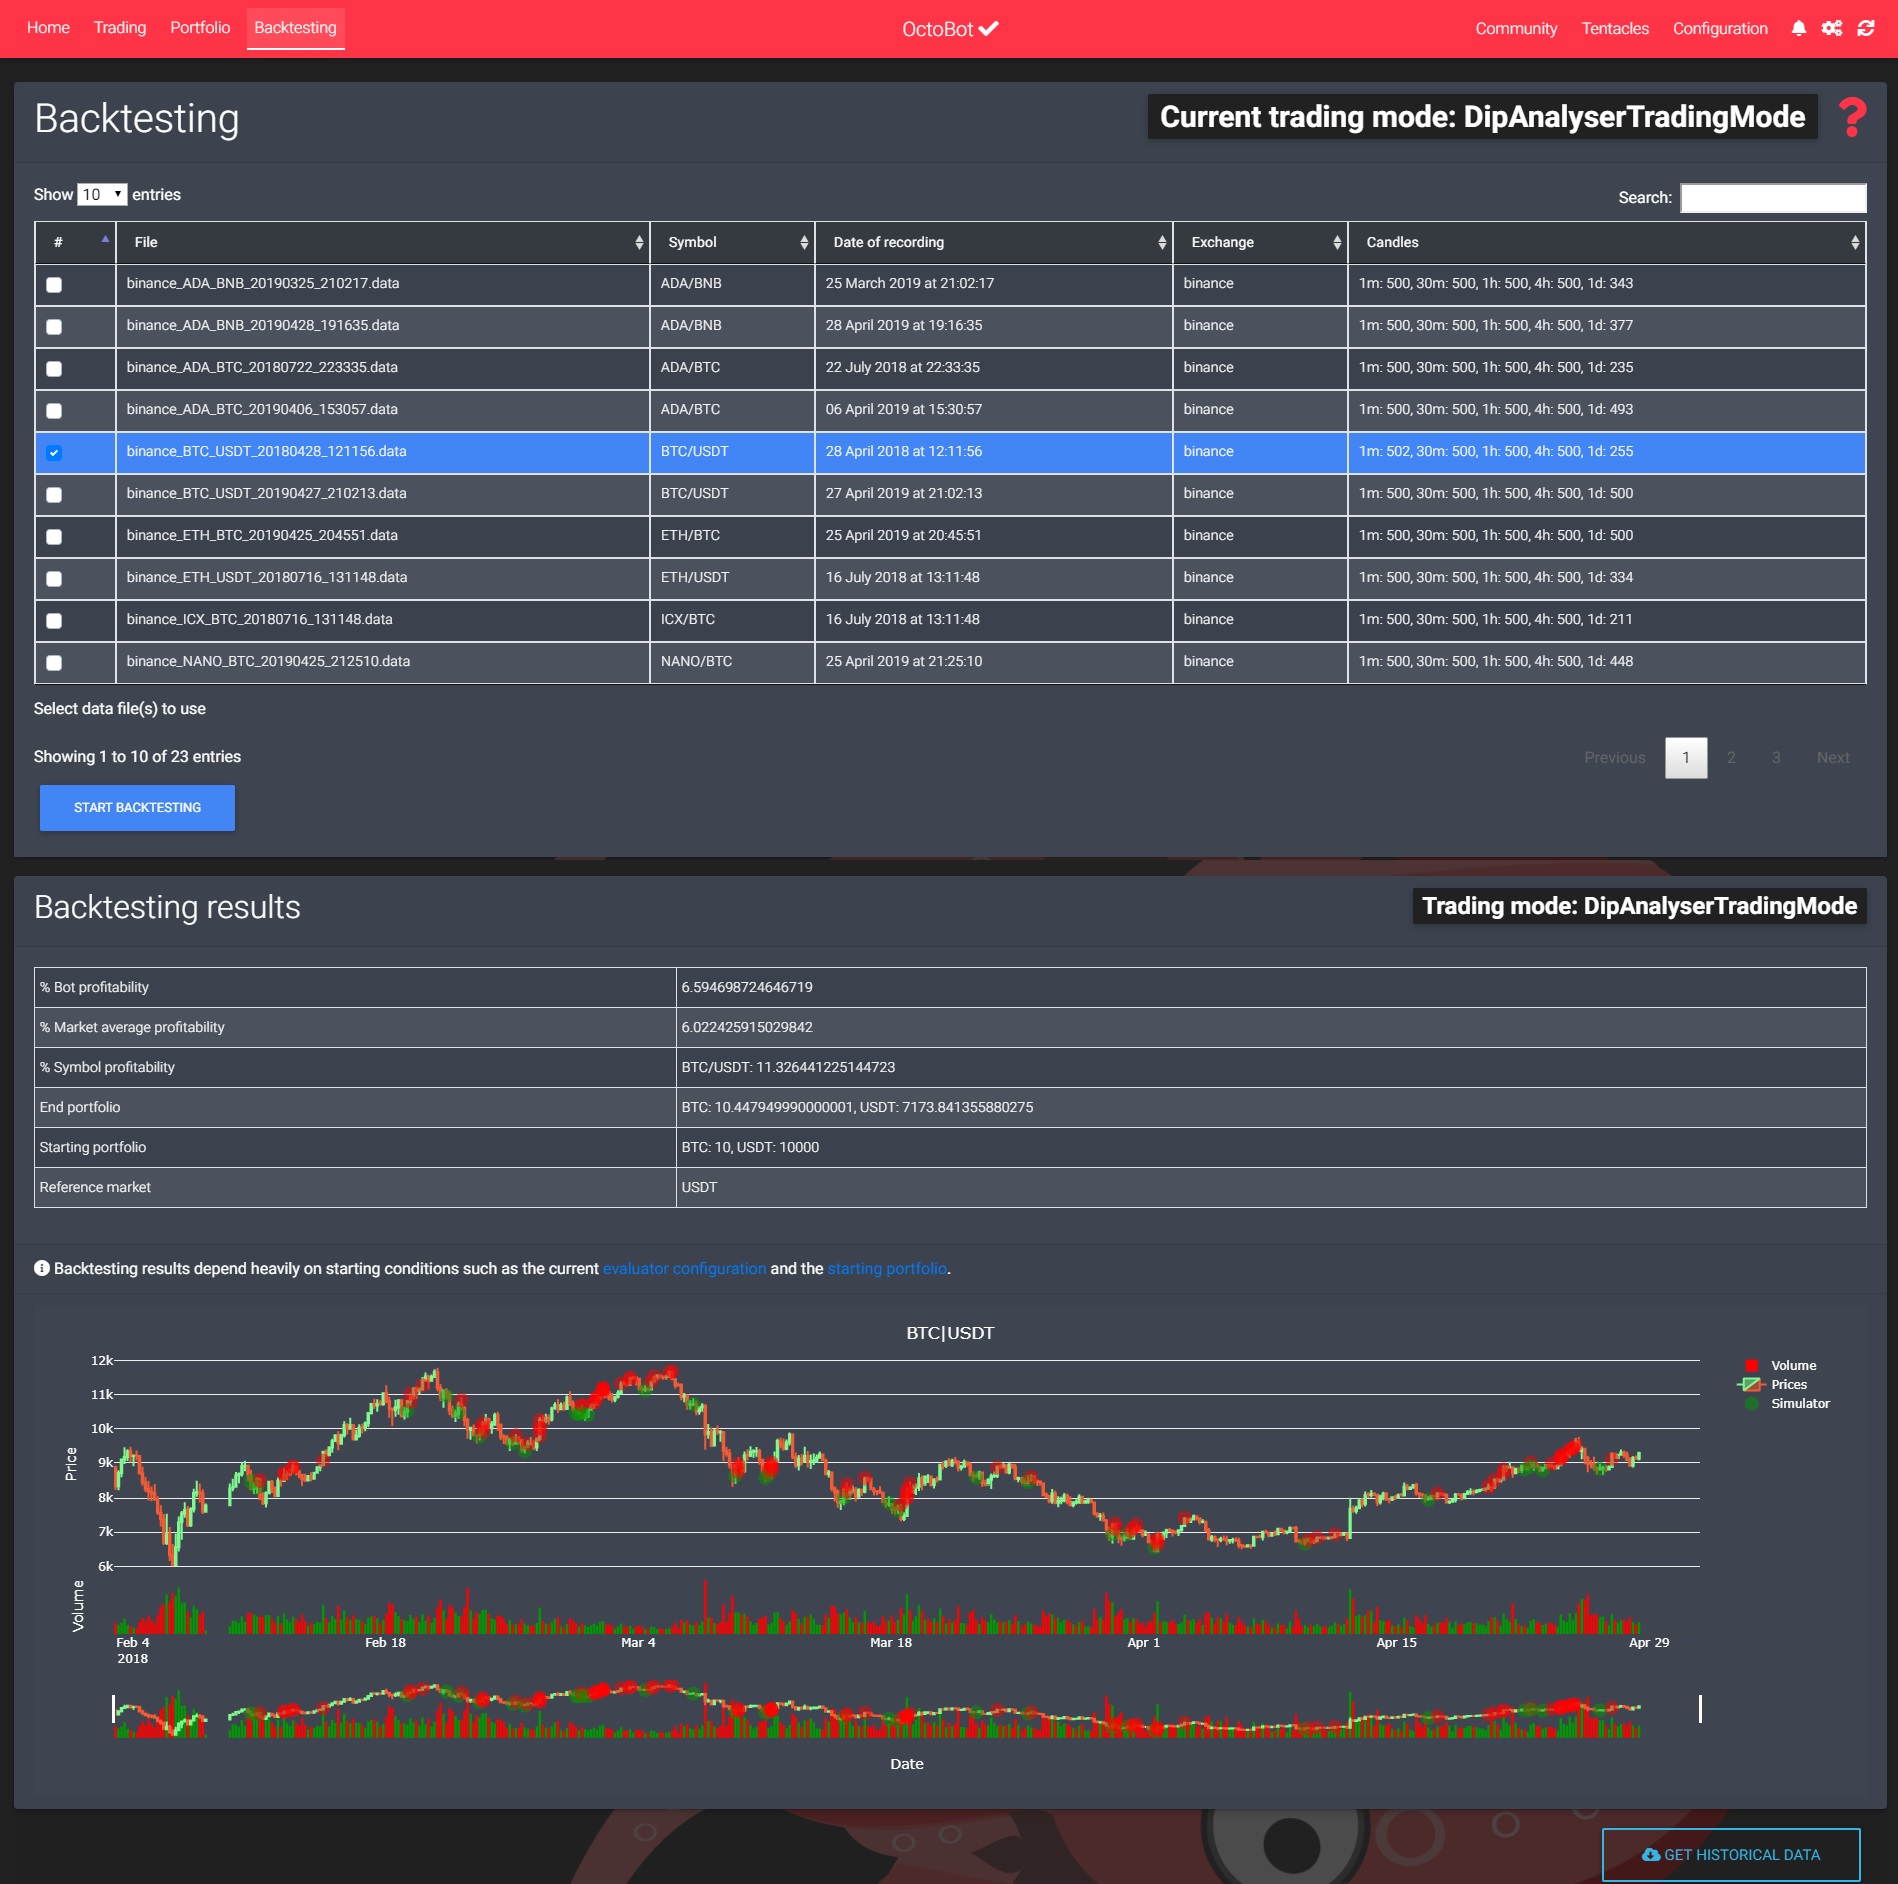 Home Trading Portfolio Backtesting OctoBot Community Tentacles Configuration
Backtesting Current trading mode: DipAnalyserTradingMode
Show 10 entries Search:
# File Symbol Date of recording Exchange Candles
binance_ADA_BNB_20190325_210217.data ADA/BNB 25 March 2019 at 21:02:17 binance 1m: 500, 30m: 500, 1h: 500, 4h: 500, 1d: 343
binance_ADA_BNB_20190428_191635.data ADA/BNB 28 April 2019 at 19:16:35 binance 1m: 500, 30m: 500, 1h: 500, 4h: 500, 1d: 377
binance_ADA_BTC_20180722_223335.data ADA/BTC 22 July 2018 at 22:33:35 binance 1m: 500, 30m: 500, 1h: 500, 4h: 500, 1d: 235
binance_ADA_BTC_20190406_153057.data ADA/BTC 06 April 2019 at 15:30:57 binance 1m: 500, 30m: 500, 1h: 500, 4h: 500, 1d: 493
binance_BTC_USDT_20180428_121156.data BTC/USDT 28 April 2018 at 12:11:56 binance 1m: 502, 30m: 500, 1h: 500, 4h: 500, 1d: 255
binance_BTC_USDT_20190427_210213.data BTC/USDT 27 April 2019 at 21:02:13 binance 1m: 500, 30m: 500, 1h: 500, 4h: 500, 1d: 500
binance_ETH_BTC_20190425_204551.data ETH/BTC 25 April 2019 at 20:45:51 binance 1m: 500, 30m: 500, 1h: 500, 4h: 500, 1d: 500
binance_ETH_USDT_20180716_131148.data ETH/USDT 16 July 2018 at 13:11:48 binance 1m: 500, 30m: 500, 1h: 500, 4h: 500, 1d: 334
binance_ICX_BTC_20180716_131148.data ICX/BTC 16 July 2018 at 13:11:48 binance 1m: 500, 30m: 500, 1h: 500, 4h: 500, 1d: 211
binance_NANO_BTC_20190425_212510.data NANO/BTC 25 April 2019 at 21:25:10 binance 1m: 500, 30m: 500, 1h: 500, 4h: 500, 1d: 448
Select data file(s) to use
Showing 1 to 10 of 23 entries Previous 1 2 3 Next
START BACKTESTING
Backtesting results Trading mode: DipAnalyserTradingMode
% Bot profitability 6.594698724646719
% Market average profitability 6.022425915029842
% Symbol profitability BTC/USDT: 11.326441225144723
End portfolio BTC: 10.447949990000001, USDT: 7173.841355880275
Starting portfolio BTC: 10, USDT: 10000
Reference market USDT
Backtesting results depend heavily on starting conditions such as the current evaluator configuration and the starting portfolio.
BTC|USDT
12k
11k
10k
9k
8k
7k
6k
Price
Volume
Volume
Prices
Simulator
Feb 4 Feb 18 Mar 4 Mar 18 Apr 1 Apr 15 Apr 29
2018
Date
GET HISTORICAL DATA